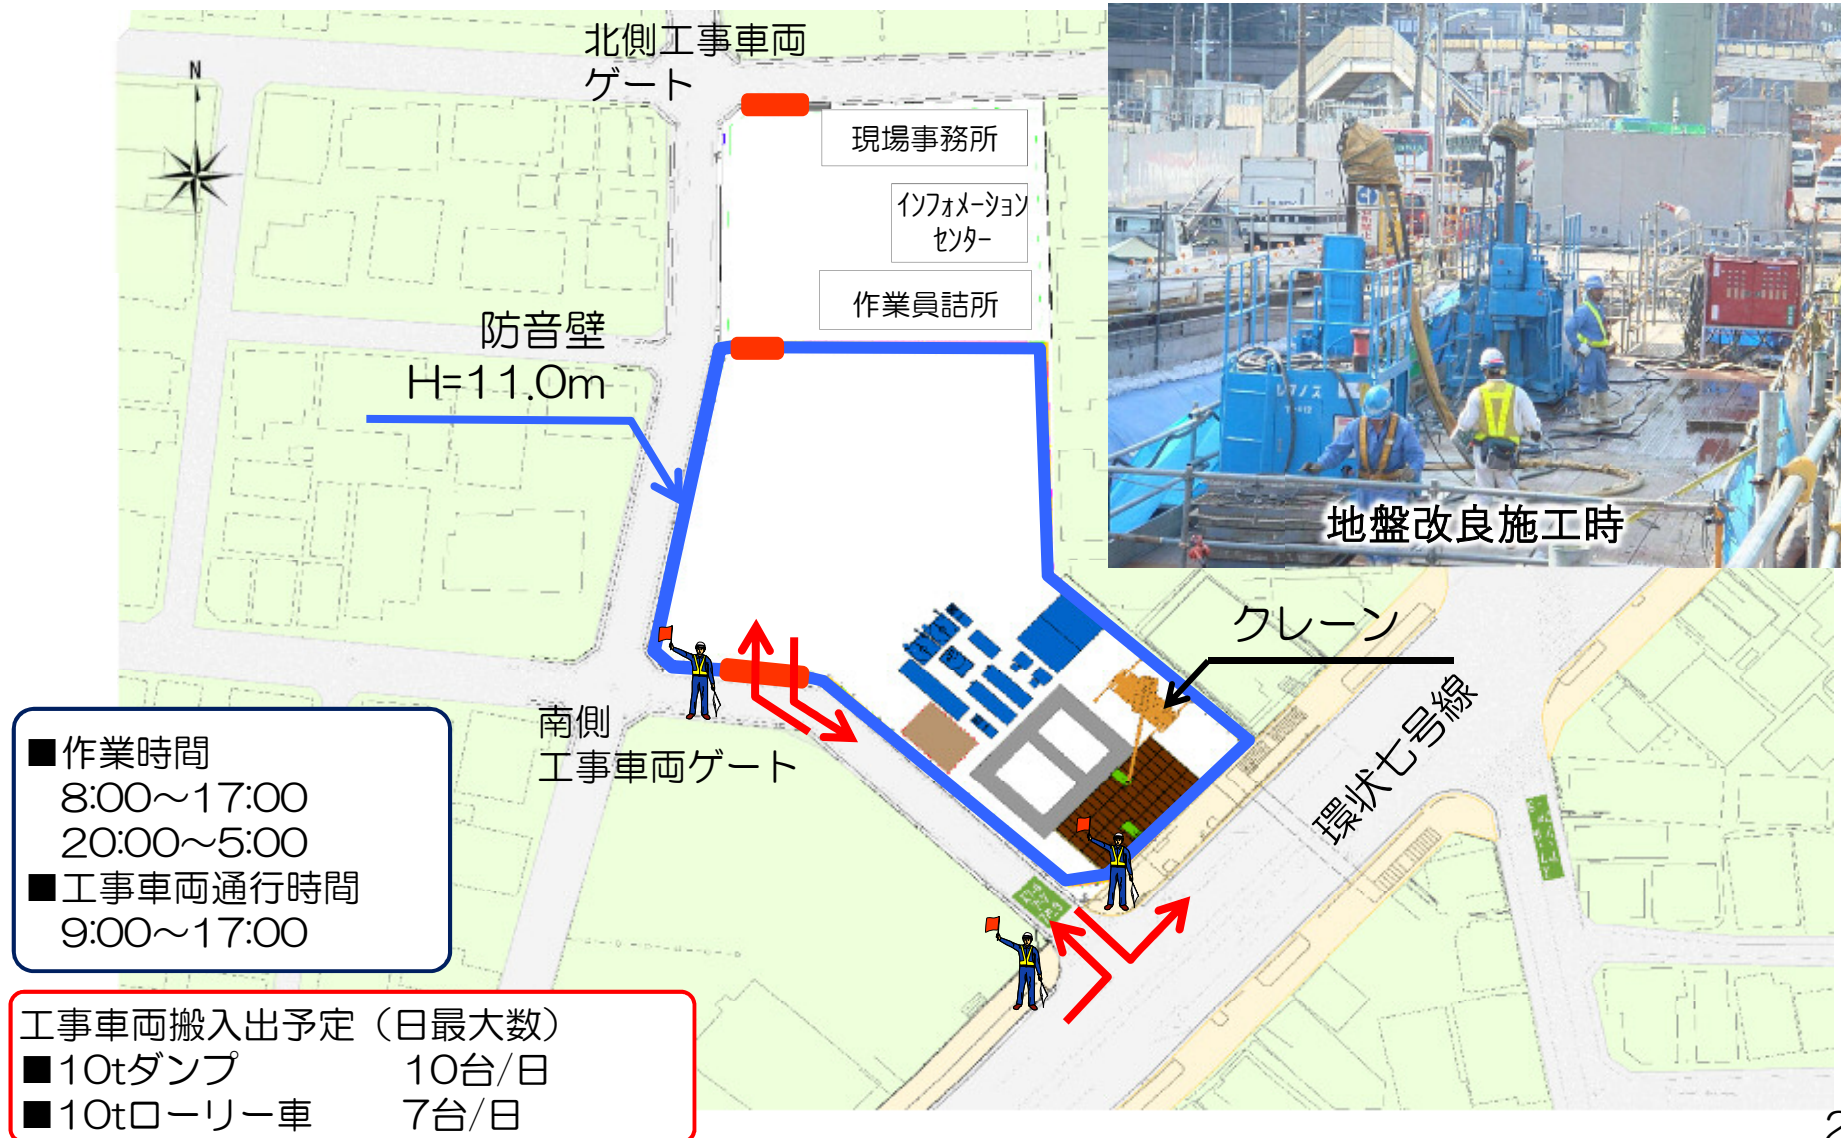 北側工事車両
ゲート
N
現場事務所
インフォメーション
センター
作業員詰所
防音壁
H=11.0m
地盤改良施工時
クレーン
環状七号線
南側
工事車両ゲート
■作業時間
8:00～17:00
20:00～5:00
■工事車両通行時間
9:00～17:00
工事車両搬入出予定（日最大数）
■10tダンプ 10台/日
■10tローリー車 7台/日
2